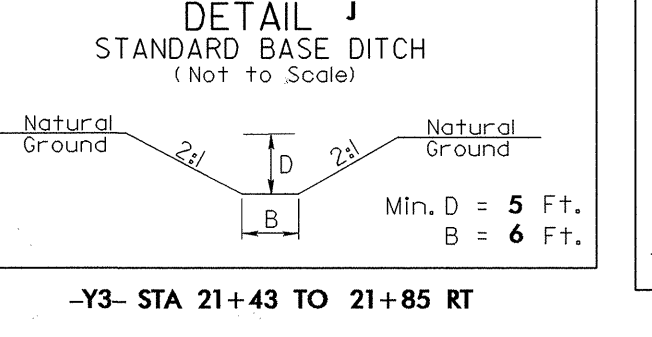 DETAIL J
STANDARD BASE DITCH
(Not to Scale)
Natural
Ground
2:1
D
2:1
Natural
Ground
B
Min. D = 5 Ft.
B = 6 Ft.
-Y3- STA 21+43 TO 21+85 RT